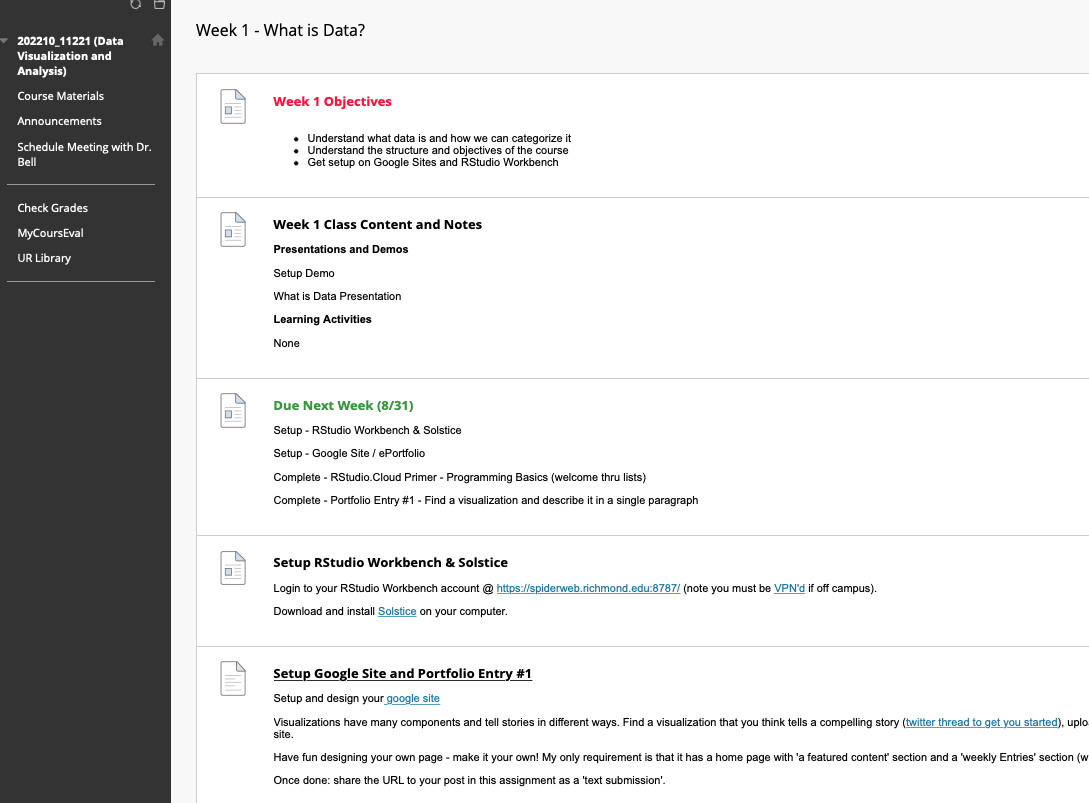 202210_11221 (Data
Visualization and
Analysis)
Course Materials
Announcements
Schedule Meeting with Dr.
Bell
Check Grades
MyCoursEval
UR Library
Week 1 - What is Data?
Week 1 Objectives
Understand what data is and how we can categorize it
Understand the structure and objectives of the course
Get setup on Google Sites and RStudio Workbench
Week 1 Class Content and Notes
Presentations and Demos
Setup Demo
What is Data Presentation
Learning Activities
None
Due Next Week (8/31)
Setup - RStudio Workbench & Solstice
Setup - Google Site / ePortfolio
Complete - RStudio.Cloud Primer - Programming Basics (welcome thru lists)
Complete - Portfolio Entry #1 - Find a visualization and describe it in a single paragraph
Setup RStudio Workbench & Solstice
Login to your RStudio Workbench account @ https://spiderweb.richmond.edu:8787/ (note you must be VPN'd if off campus).
Download and install Solstice on your computer.
Setup Google Site and Portfolio Entry #1
Setup and design your google site
Visualizations have many components and tell stories in different ways. Find a visualization that you think tells a compelling story (twitter thread to get you started), uplo
site.
Have fun designing your own page - make it your own! My only requirement is that it has a home page with 'a featured content' section and a 'weekly Entries' section (w
Once done: share the URL to your post in this assignment as a 'text submission'.